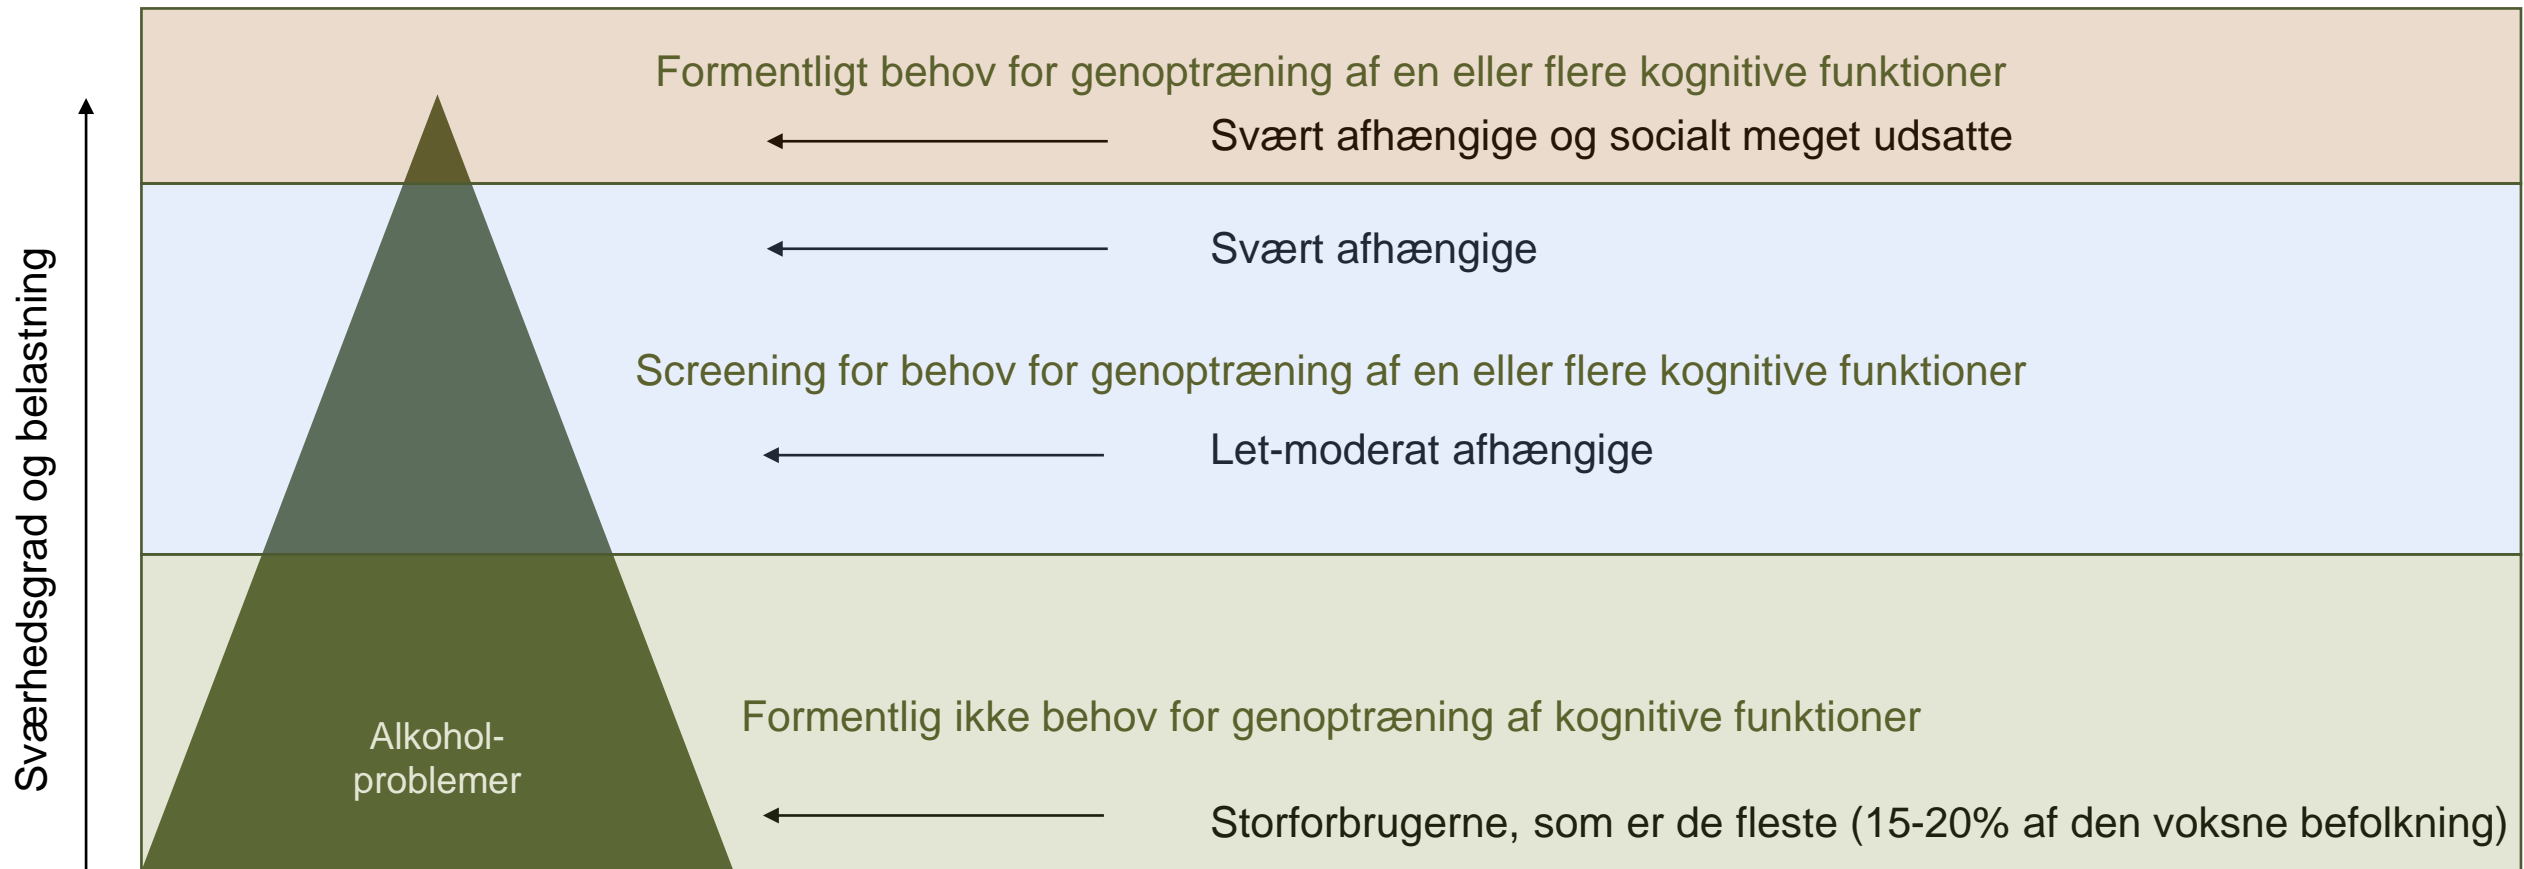 Formentligt behov for genoptræning af en eller flere kognitive funktioner
Svært afhængige og socialt meget udsatte
Svært afhængige
Sværhedsgrad og belastning
Screening for behov for genoptræning af en eller flere kognitive funktioner
Let-moderat afhængige
Formentlig ikke behov for genoptræning af kognitive funktioner
Alkohol-
problemer
Storforbrugerne, som er de fleste (15-20% af den voksne befolkning)